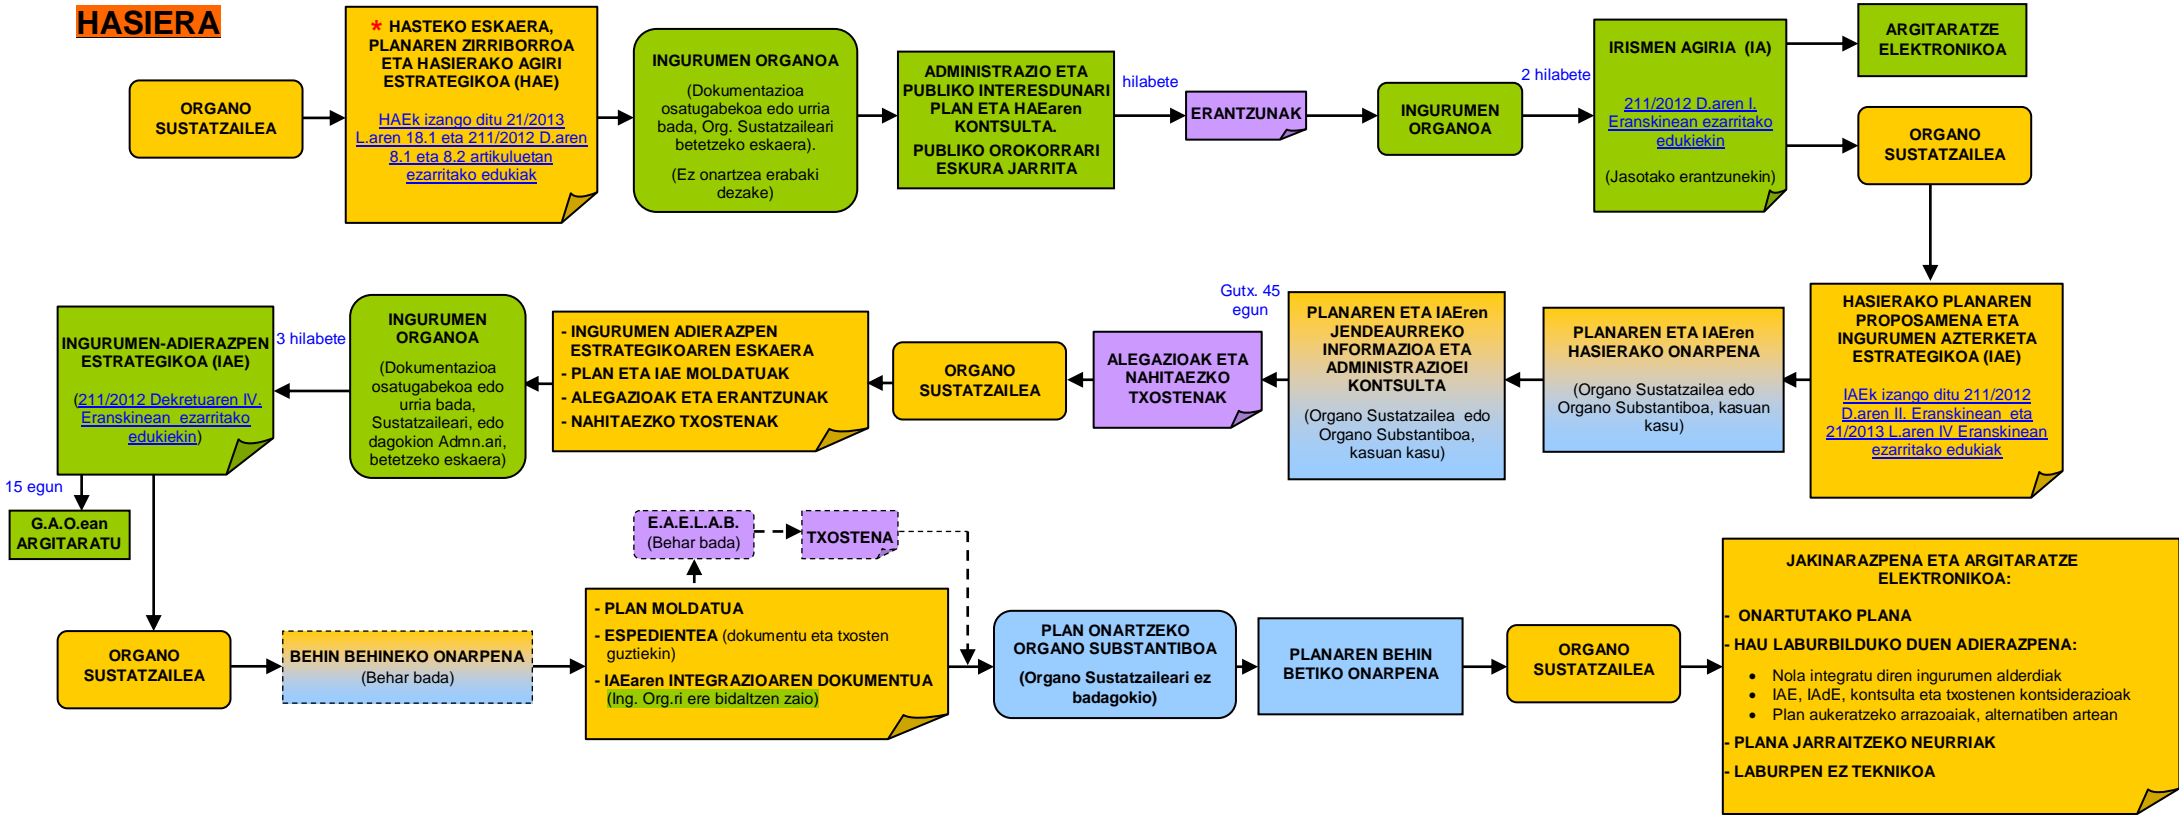 HASIERA
ORGANO
SUSTATZAILEA
* HASTEKO ESKAERA,
PLANAREN ZIRRIBORROA
ETA HASIERAKO AGIRI
ESTRATEGIKOA (HAE)
HAEk izango ditu 21/2013
L.aren 18.1 eta 211/2012 D.aren
8.1 eta 8.2 artikuluetan
ezarritako edukiak
INGURUMEN ORGANOA
(Dokumentazioa
osatugabekoa edo urria
bada, Org. Sustatzaileari
betetzeko eskaera).
(Ez onartzea erabaki
dezake)
ADMINISTRAZIO ETA
PUBLIKO INTERESDUNARI
PLAN ETA HAEaren
KONTSULTA.
PUBLIKO OROKORRARI
ESKURA JARRITA
hilabete
ERANTZUNAK
INGURUMEN
ORGANOA
2 hilabete
IRISMEN AGIRIA (IA)
211/2012 D.aren I.
Eranskinean ezarritako
edukiekin
(Jasotako erantzunekin)
ARGITARATZE
ELEKTRONIKOA
ORGANO
SUSTATZAILEA
HASIERAKO PLANAREN
PROPOSAMENA ETA
INGURUMEN AZTERKETA
ESTRATEGIKOA (IAE)
IAEk izango ditu 211/2012
D.aren II. Eranskinean eta
21/2013 L.aren IV Eranskinean
ezarritako edukiak
PLANAREN ETA IAEren
HASIERAKO ONARPENA
(Organo Sustatzailea edo
Organo Substantiboa, kasuan
kasu)
Gutx. 45
egun
PLANAREN ETA IAEren
JENDEAURREKO
INFORMAZIOA ETA
ADMINISTRAZIOEI
KONTSULTA
(Organo Sustatzailea edo
Organo Substantiboa,
kasuan kasu)
ALEGAZIOAK ETA
NAHITAEZKO
TXOSTENAK
ORGANO
SUSTATZAILEA
- INGURUMEN ADIERAZPEN
ESTRATEGIKOAREN ESKAERA
- PLAN ETA IAE MOLDATUAK
- ALEGAZIOAK ETA ERANTZUNAK
- NAHITAEZKO TXOSTENAK
INGURUMEN
ORGANOA
(Dokumentazioa
osatugabekoa edo
urria bada,
Sustatzaileari, edo
dagokion Admn.ari,
betetzeko eskaera)
3 hilabete
INGURUMEN-ADIERAZPEN
ESTRATEGIKOA (IAE)
(211/2012 Dekretuaren IV.
Eranskinean ezarritako
edukiekin)
15 egun
G.A.O.ean
ARGITARATU
ORGANO
SUSTATZAILEA
BEHIN BEHINEKO ONARPENA
(Behar bada)
- PLAN MOLDATUA
- ESPEDIENTEA (dokumentu eta txosten
guztiekin)
- IAEaren INTEGRAZIOAREN DOKUMENTUA
(Ing. Org.ri ere bidaltzen zaio)
E.A.E.L.A.B.
(Behar bada)
TXOSTENA
PLAN ONARTZEKO
ORGANO SUBSTANTIBOA
(Organo Sustatzaileari ez
badagokio)
PLANAREN BEHIN
BETIKO ONARPENA
ORGANO
SUSTATZAILEA
JAKINARAZPENA ETA ARGITARATZE
ELEKTRONIKOA:
- ONARTUTAKO PLANA
- HAU LABURBILDUKO DUEN ADIERAZPENA:
• Nola integratu diren ingurumen alderdiak
• IAE, IAdE, kontsulta eta txostenen kontsiderazioak
• Plan aukeratzeko arrazoaiak, alternatiben artean
- PLANA JARRAITZEKO NEURRIAK
- LABURPEN EZ TEKNIKOA